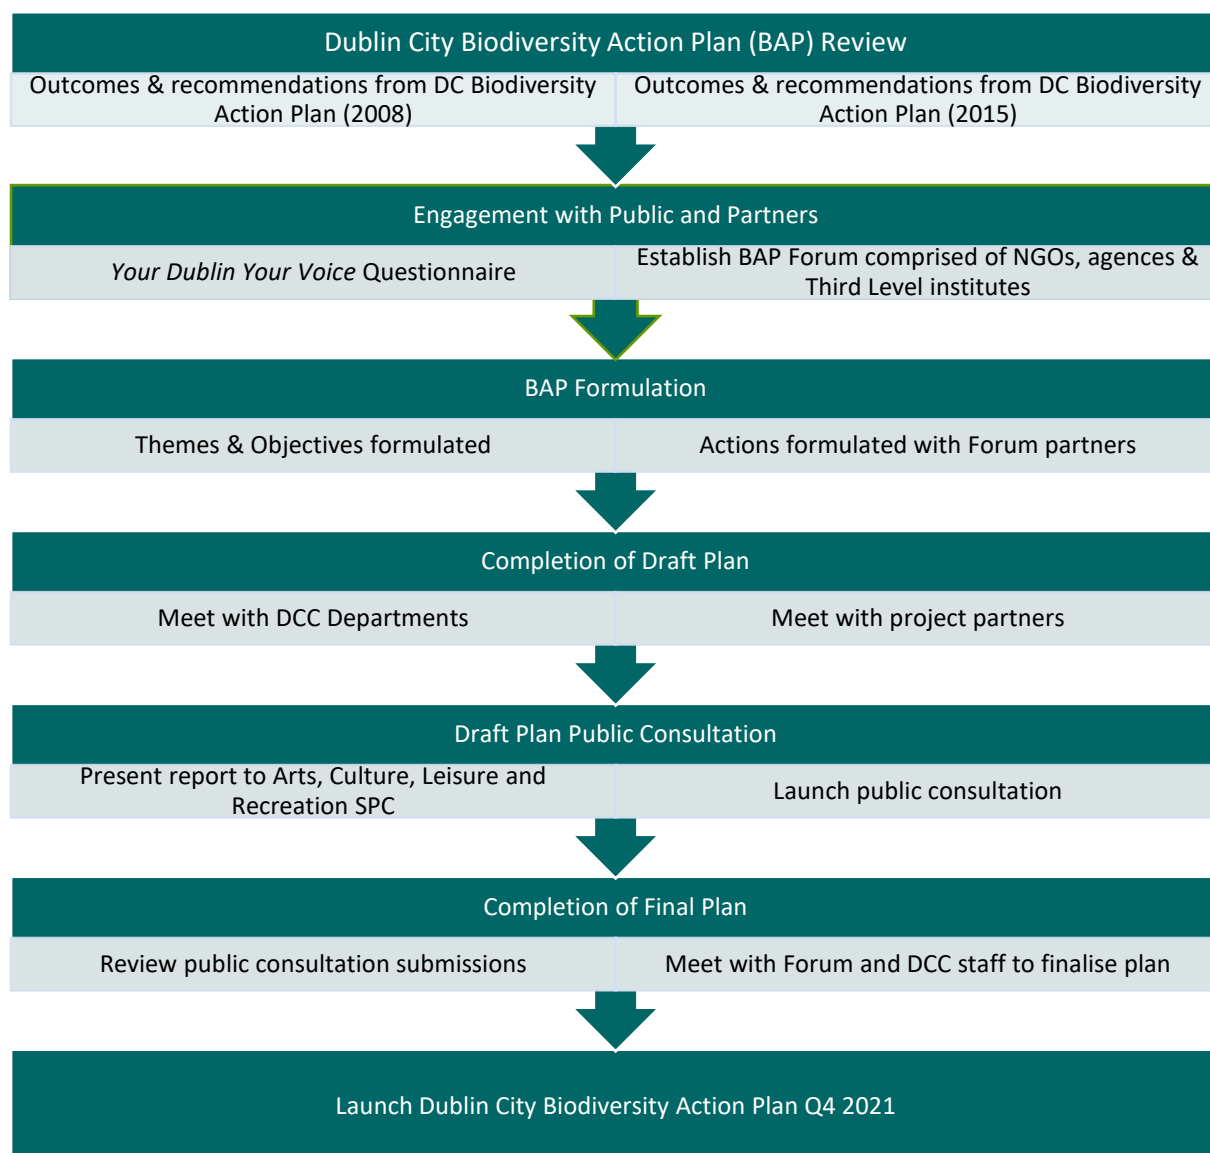 Dublin City Biodiversity Action Plan (BAP) Review
Outcomes & recommendations from DC Biodiversity
Action Plan (2008)
Outcomes & recommendations from DC Biodiversity
Action Plan (2015)
Engagement with Public and Partners
Your Dublin Your Voice Questionnaire
Establish BAP Forum comprised of NGOs, agences &
Third Level institutes
BAP Formulation
Themes & Objectives formulated
Actions formulated with Forum partners
Completion of Draft Plan
Meet with DCC Departments
Meet with project partners
Draft Plan Public Consultation
Present report to Arts, Culture, Leisure and
Recreation SPC
Launch public consultation
Completion of Final Plan
Review public consultation submissions
Meet with Forum and DCC staff to finalise plan
Launch Dublin City Biodiversity Action Plan Q4 2021